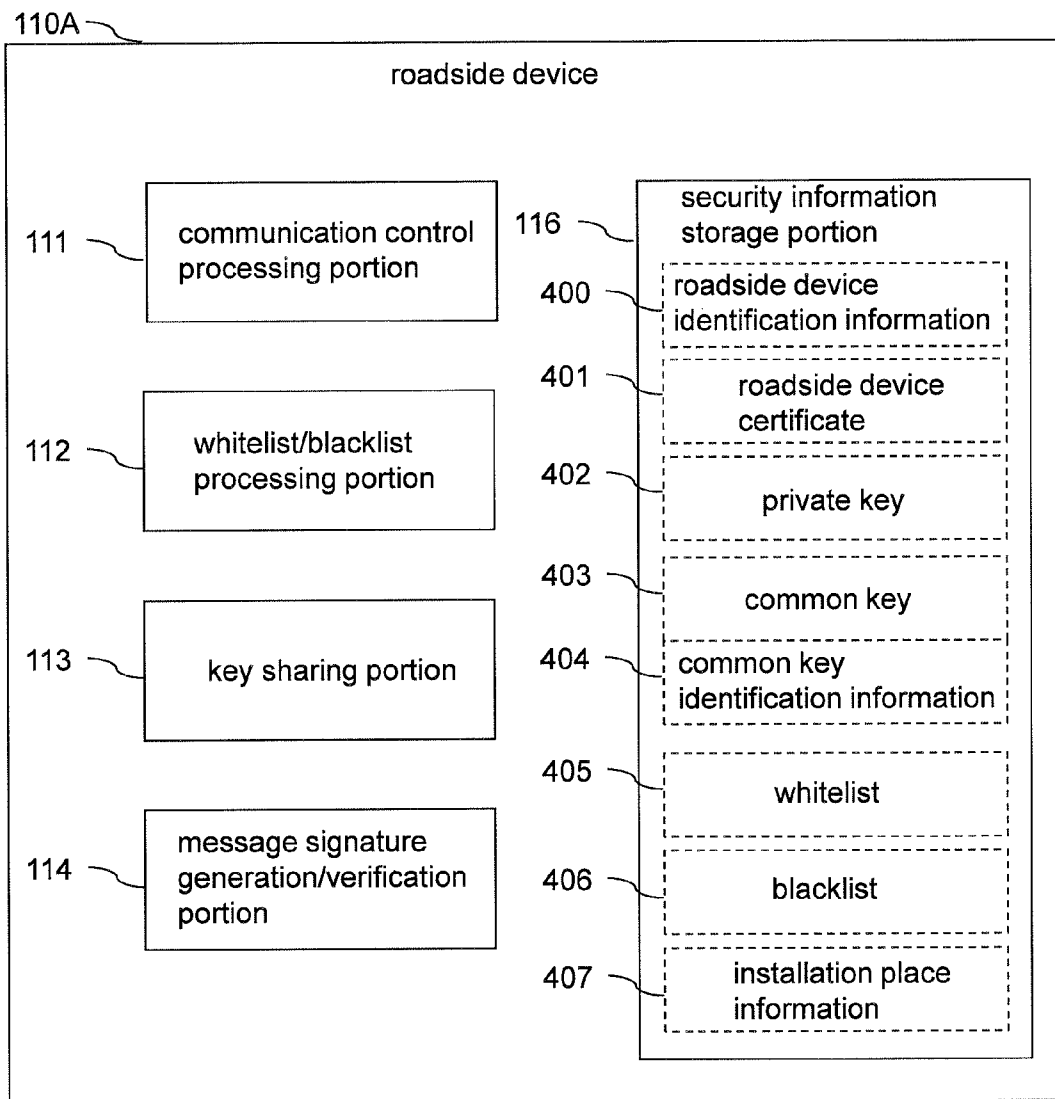 110A
roadside device
111
communication control
processing portion
112
whitelist/blacklist
processing portion
113
key sharing portion
114
message signature
generation/verification
portion
116
security information
storage portion
400
roadside device
identification information
401
roadside device
certificate
402
private key
403
common key
404
common key
identification information
405
whitelist
406
blacklist
407
installation place
information